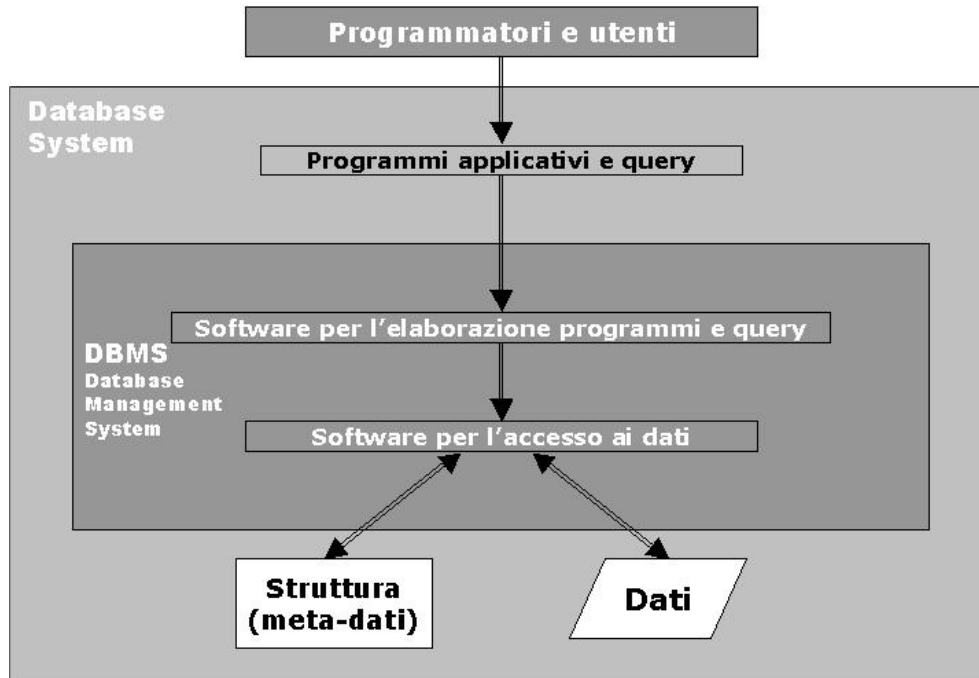 Programmatori e utenti
Database
System
Programmi applicativi e query
Software per l'elaborazione programmi e query
DBMS
Database
Management
System
Software per l'accesso ai dati
Struttura
(meta-dati)
Dati